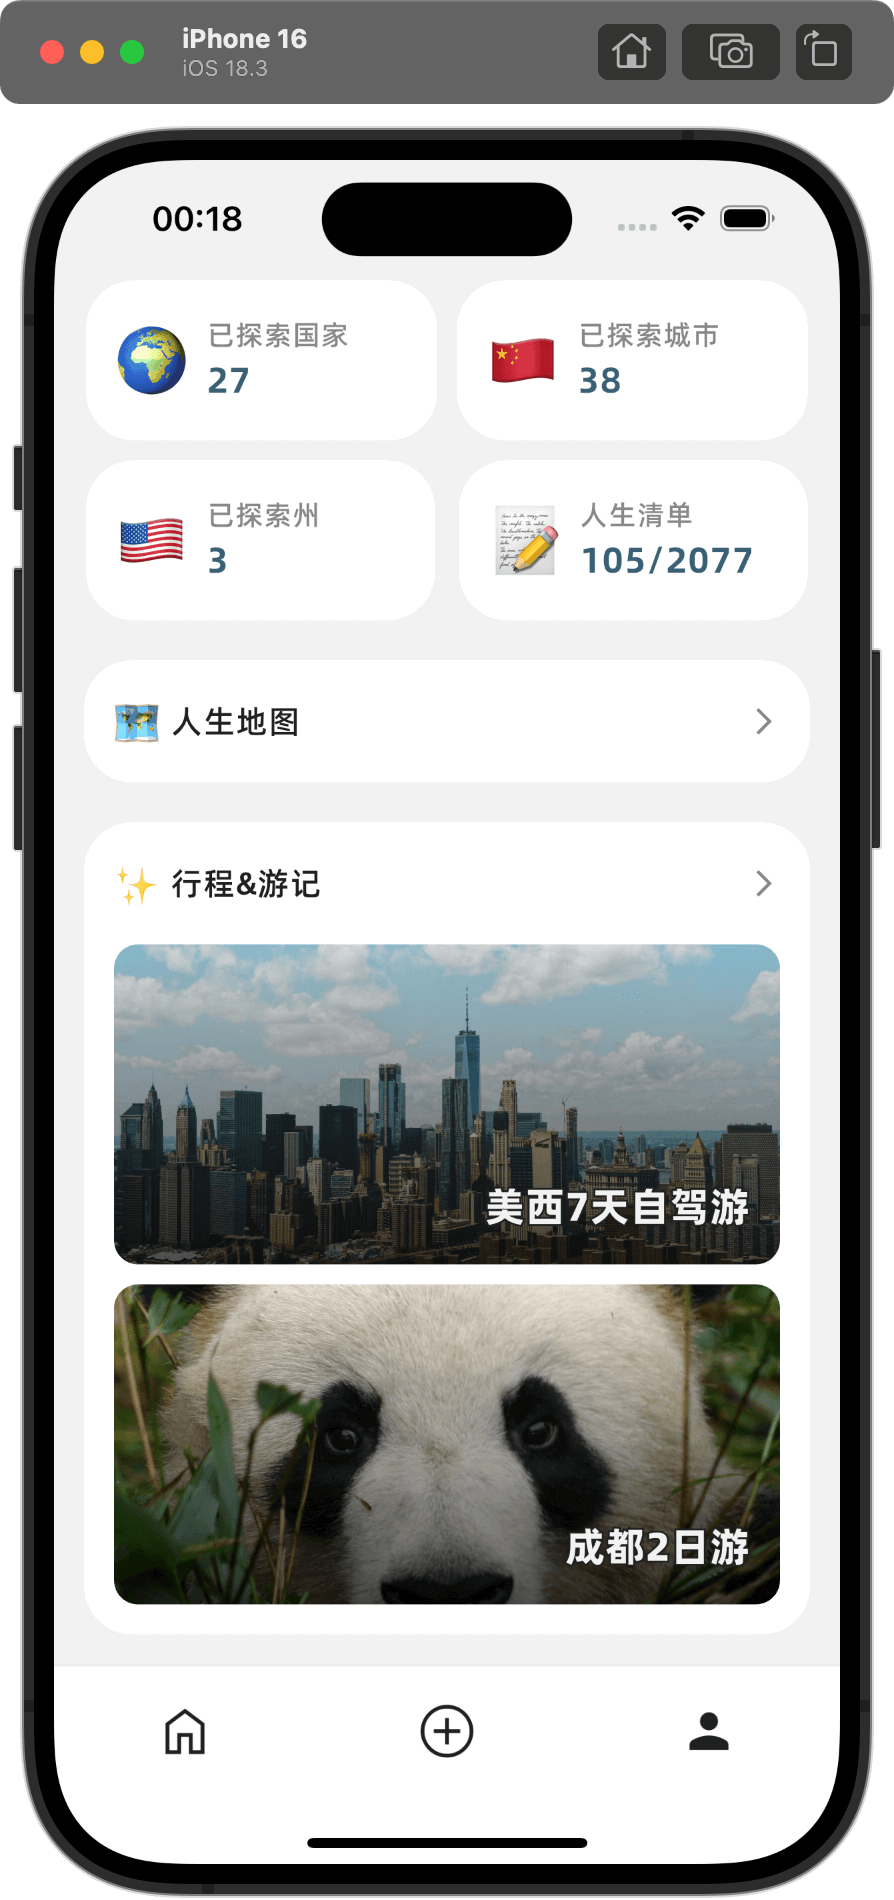 iPhone 16
iOS 18.3
00:18
已探索国家
27
已探索城市
38
已探索州
3
人生清单
105/2077
人生地图
行程&游记
美西7天自驾游
成都2日游